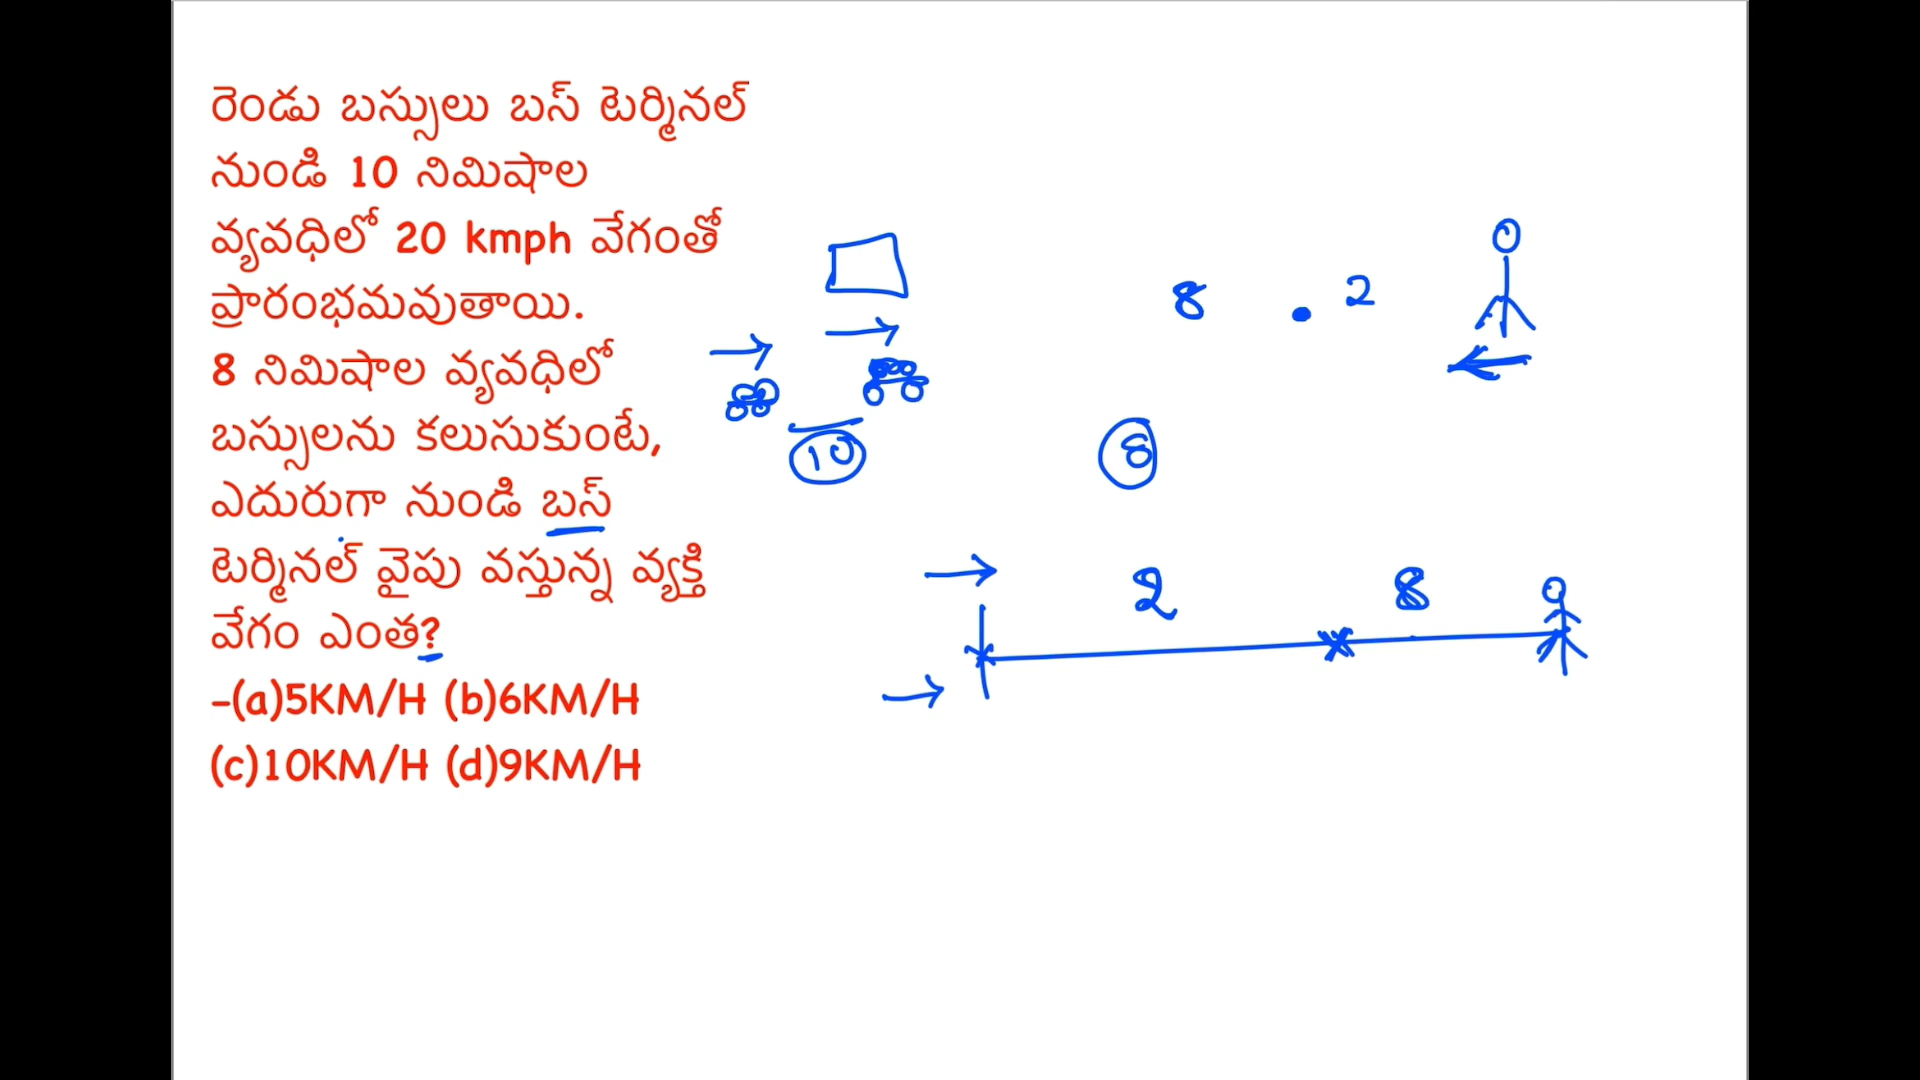 రెండు బస్సులు బస్ టెర్మినల్
నుండి 10 నిమిషాల
వ్యవధిలో 20 kmph వేగంతో
ప్రారంభమవుతాయి.
8 నిమిషాల వ్యవధిలో
బస్సులను కలుసుకుంటే,
ఎదురుగా నుండి బస్
టెర్మినల్ వైపు వస్తున్న వ్యక్తి
వేగం ఎంత?
-(a)5KM/H (b)6KM/H
(c)10KM/H (d)9KM/H
8 . 2
10
8
2 8